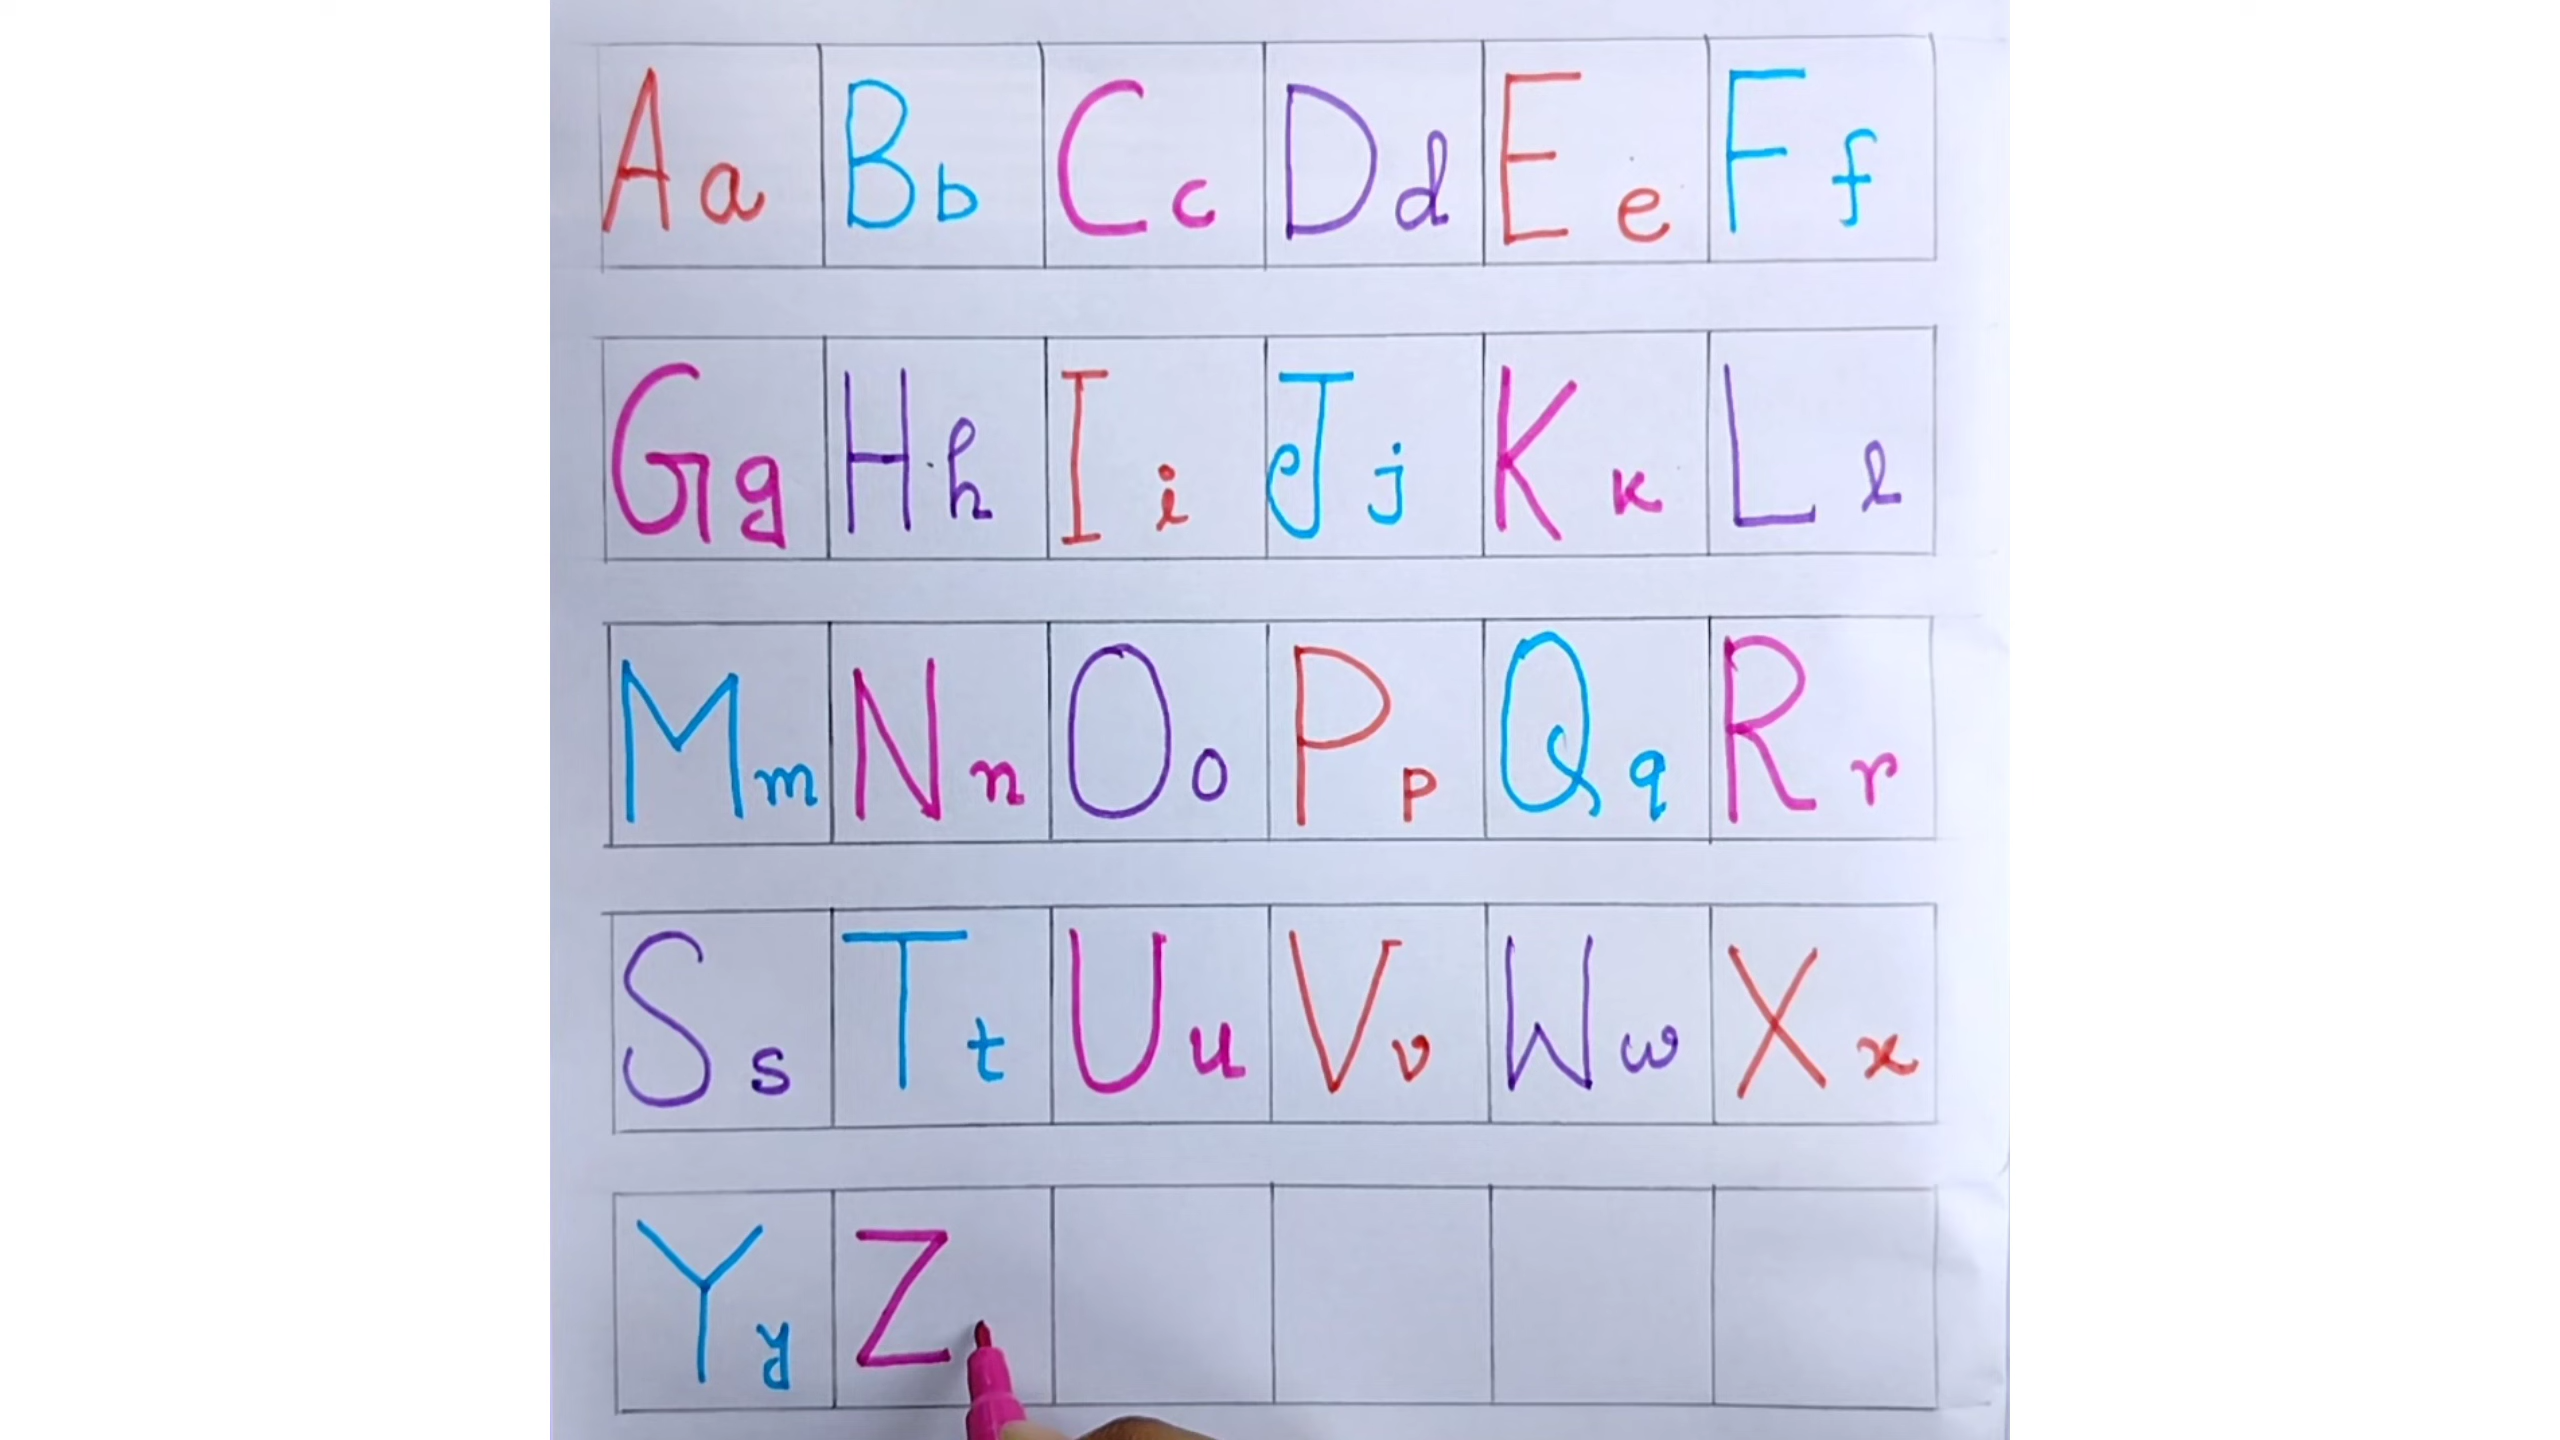 Aa Bb Cc Dd Ee Ff
Gg Hh Ii Jj Kk Ll
Mm Nn Oo Pp Qq Rr
Ss Tt Uu Vv Ww Xx
Yy Z